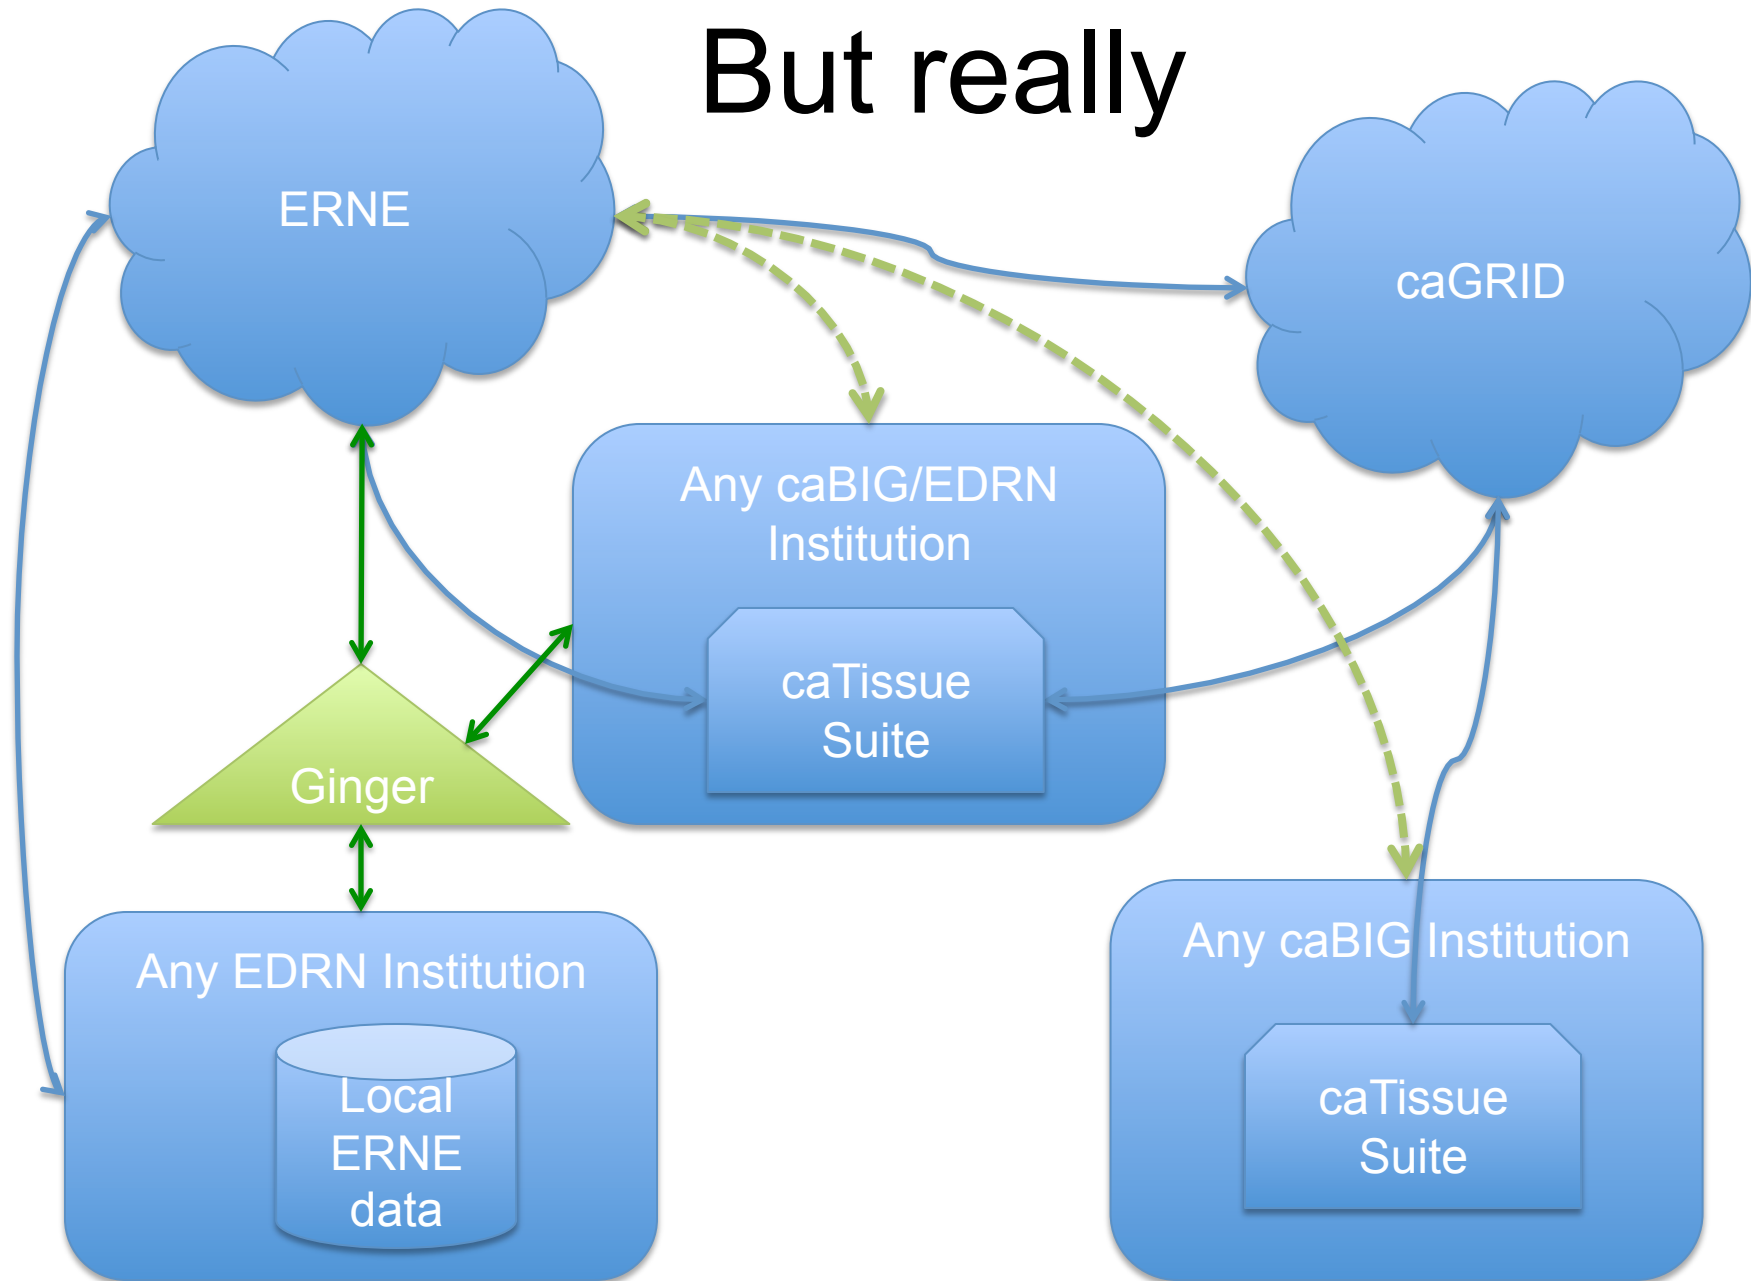 But really
ERNE
caGRID
Any caBIG/EDRN
Institution
caTissue
Suite
Ginger
Any EDRN Institution
Local
ERNE
data
Any caBIG Institution
caTissue
Suite